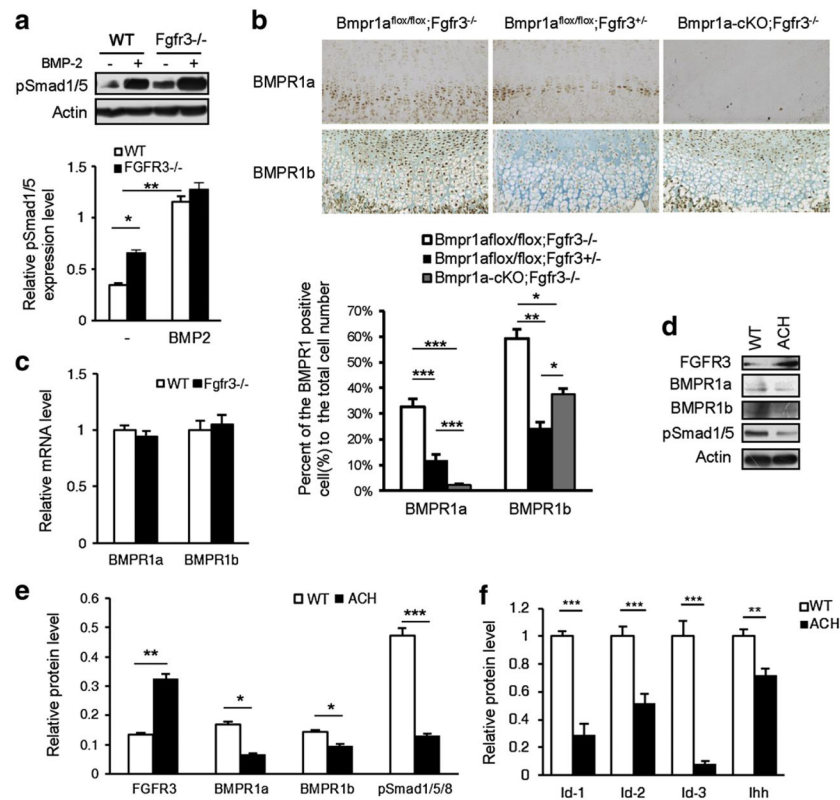 a
WT Fgfr3-/-
BMP-2 - + - +
pSmad1/5
Actin
WT
FGFR3-/-
Relative pSmad1/5
expression level
1.5
1
0.5
0
*
**
- BMP2
b
Bmpr1aflox/flox;Fgfr3-/- Bmpr1aflox/flox;Fgfr3+/- Bmpr1a-cKO;Fgfr3-/-
BMPR1a
BMPR1b
Bmpr1aflox/flox;Fgfr3-/-
Bmpr1aflox/flox;Fgfr3+/-
Bmpr1a-cKO;Fgfr3-/-
Percent of the BMPR1 positive
cell(%) to the total cell number
70%
60%
50%
40%
30%
20%
10%
0%
***
***
***
*
**
*
BMPR1a BMPR1b
c
WT Fgfr3-/-
Relative mRNA level
1.5
1
0.5
0
BMPR1a BMPR1b
d
WT ACH
FGFR3
BMPR1a
BMPR1b
pSmad1/5
Actin
e
WT ACH
Relative protein level
0.6
0.5
0.4
0.3
0.2
0.1
0
** * * ***
FGFR3 BMPR1a BMPR1b pSmad1/5/8
f
WT
ACH
Relative protein level
1.2
1
0.8
0.6
0.4
0.2
0
*** *** *** **
Id-1 Id-2 Id-3 Ihh